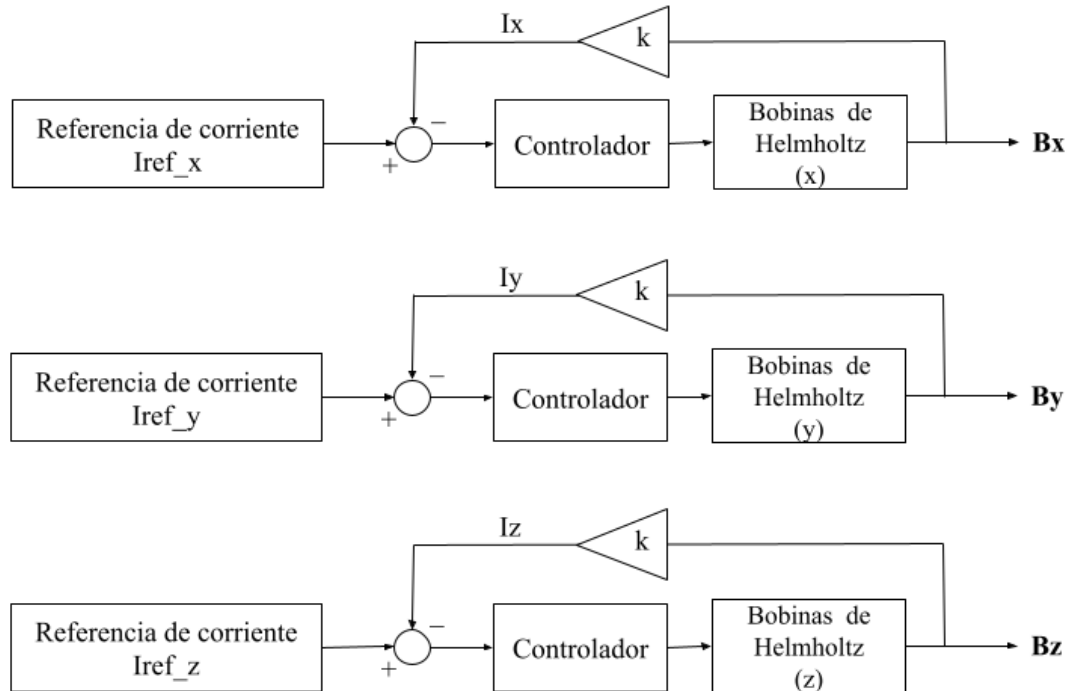 Ix
k
Referencia de corriente
Iref_x
−
+
Controlador
Bobinas de
Helmholtz
(x)
Bx
Iy
k
Referencia de corriente
Iref_y
−
+
Controlador
Bobinas de
Helmholtz
(y)
By
Iz
k
Referencia de corriente
Iref_z
−
+
Controlador
Bobinas de
Helmholtz
(z)
Bz